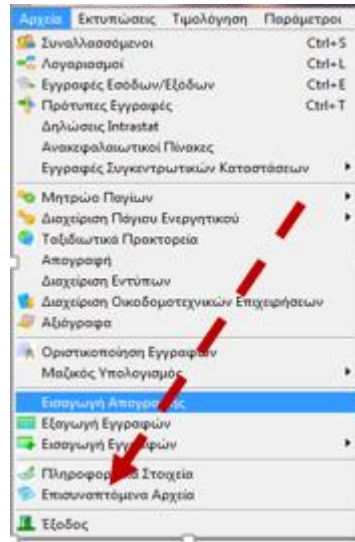 Αρχεία Εκτυπώσεις Τιμολόγηση Παράμετροι
Συναλλασσόμενοι Ctrl+S
Λογαριασμοί Ctrl+L
Εγγραφές Εσόδων/Εξόδων Ctrl+E
Πρότυπες Εγγραφές Ctrl+T
Δηλώσεις Intrastat
Ανακεφαλαιωτικοί Πίνακες
Εγγραφές Συγκεντρωτικών Καταστάσεων
Μητρώο Παγίων
Διαχείριση Πάγιου Ενεργητικού
Ταξιδιωτικά Πρακτορεία
Απογραφή
Διαχείριση Εντύπων
Διαχείριση Οικοδομοτεχνικών Επιχειρήσεων
Αξιόγραφα
Οριστικοποίηση Εγγραφών
Μαζικός Υπολογισμός
Εισαγωγή Απογραφής
Εξαγωγή Εγγραφών
Εισαγωγή Εγγραφών
Στοιχεία
Επισυναπτόμενα Αρχεία
Έξοδος